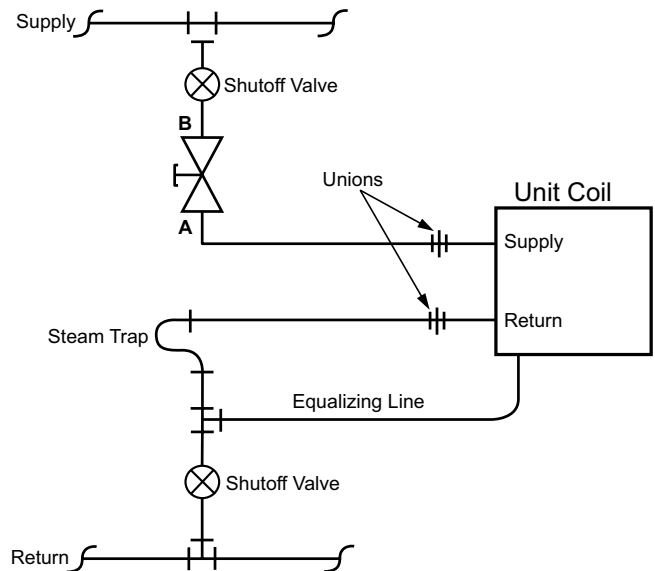 Supply
Shutoff Valve
B
Unions
Unit Coil
A
Supply
Return
Steam Trap
Equalizing Line
Shutoff Valve
Return